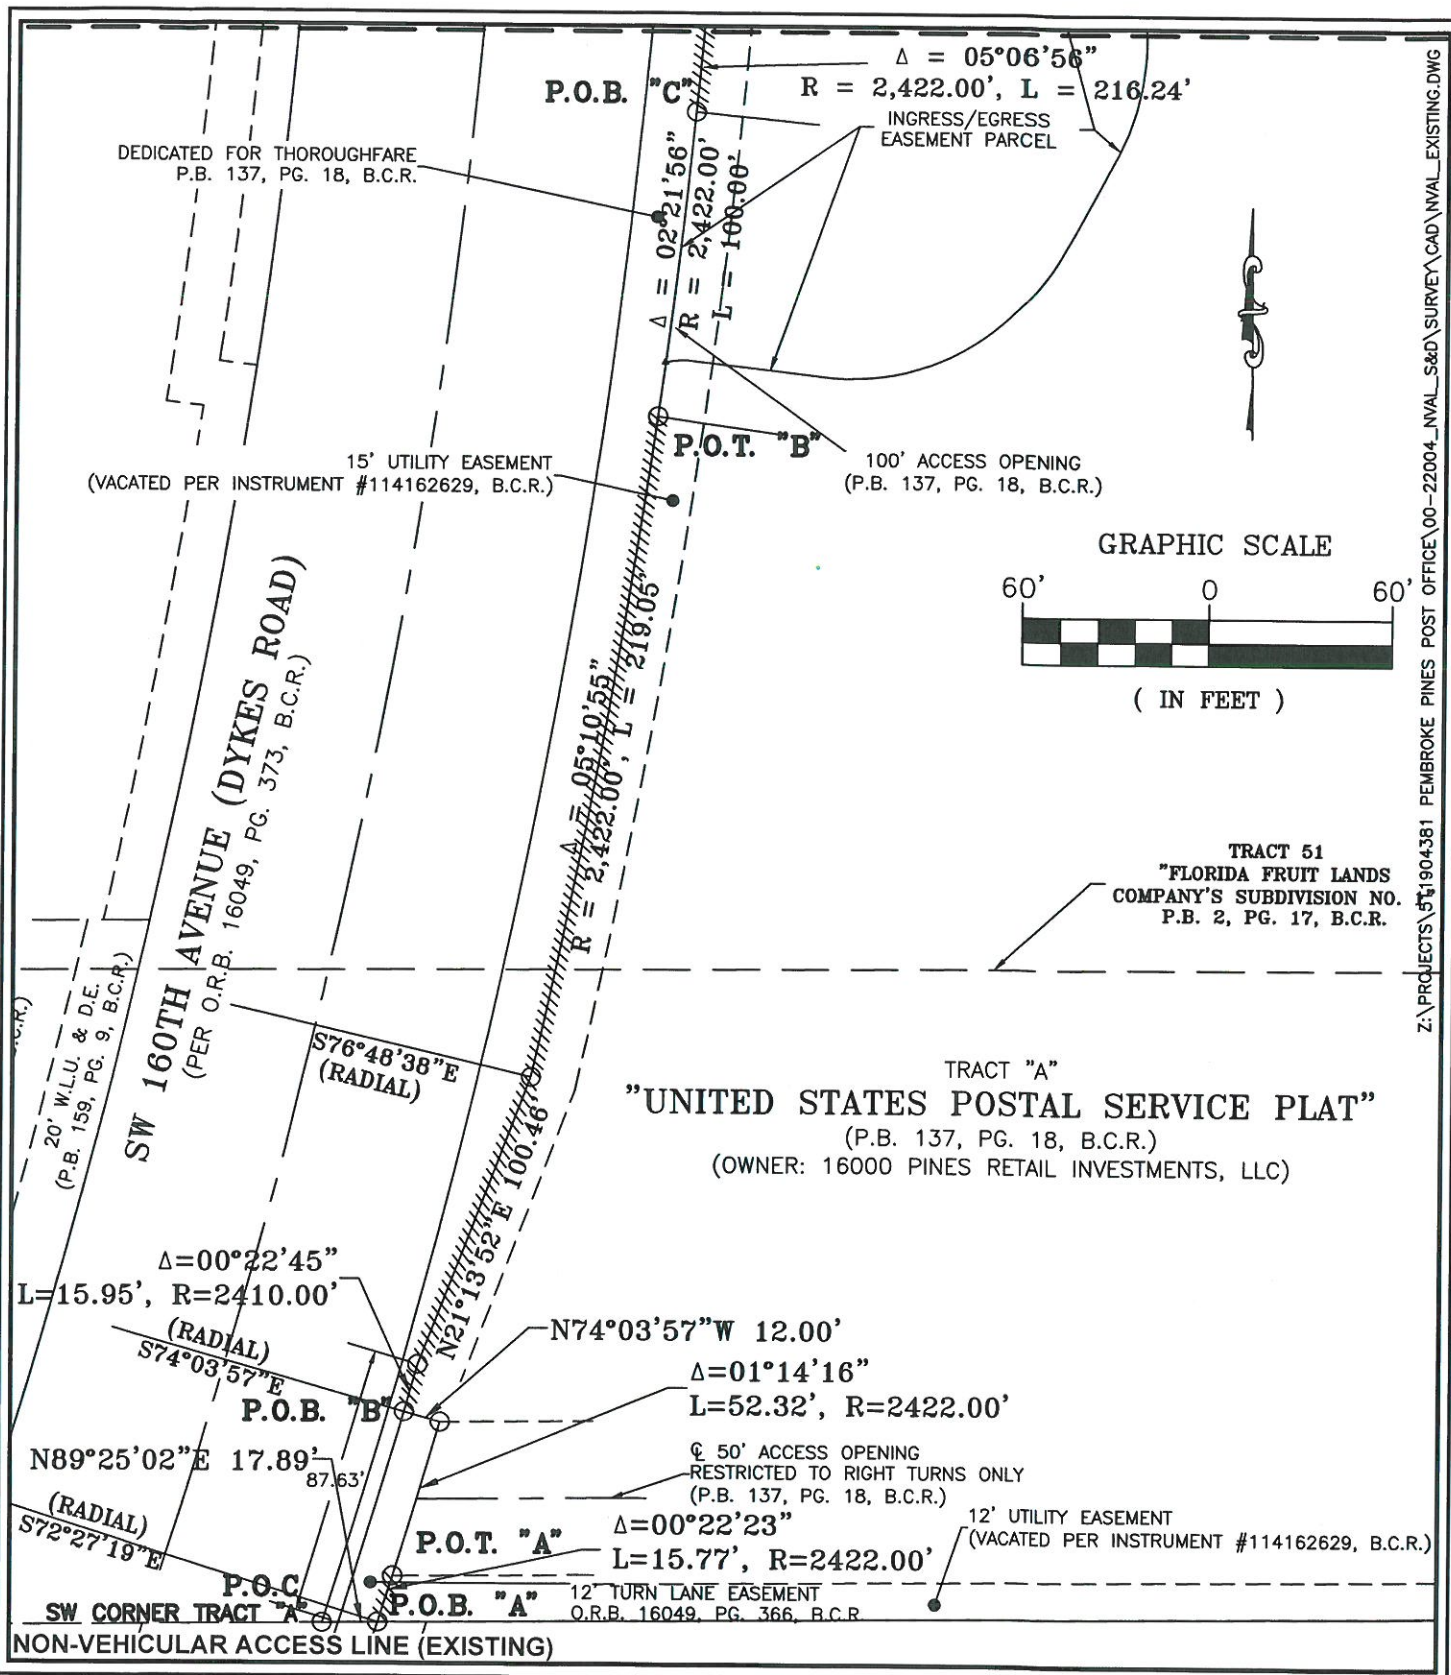 Δ = 05°06'56"
R = 2,422.00', L = 216.24'
P.O.B. "C"
INGRESS/EGRESS
EASEMENT PARCEL
DEDICATED FOR THOROUGHFARE
P.B. 137, PG. 18, B.C.R.
Δ = 02°21'56"
R = 2,422.00'
L = 100.00'
P.O.T. "B"
15' UTILITY EASEMENT
(VACATED PER INSTRUMENT #114162629, B.C.R.)
100' ACCESS OPENING
(P.B. 137, PG. 18, B.C.R.)
GRAPHIC SCALE
60' 0 60'
( IN FEET )
SW 160TH AVENUE (DYKES ROAD)
(PER O.R.B. 16049, PG. 373, B.C.R.)
Δ = 05°10'55"
R = 2,422.00', L = 219.05'
TRACT 51
"FLORIDA FRUIT LANDS
COMPANY'S SUBDIVISION NO. 1"
P.B. 2, PG. 17, B.C.R.
20' W.L.U. & D.E.
(P.B. 159, PG. 9, B.C.R.)
S76°48'38"E
(RADIAL)
TRACT "A"
"UNITED STATES POSTAL SERVICE PLAT"
(P.B. 137, PG. 18, B.C.R.)
(OWNER: 16000 PINES RETAIL INVESTMENTS, LLC)
N21°13'52"E 100.46'
Δ=00°22'45"
L=15.95', R=2410.00'
(RADIAL)
S74°03'57"E
N74°03'57"W 12.00'
Δ=01°14'16"
L=52.32', R=2422.00'
P.O.B. "B"
N89°25'02"E 17.89'
87.63'
℄ 50' ACCESS OPENING
RESTRICTED TO RIGHT TURNS ONLY
(P.B. 137, PG. 18, B.C.R.)
(RADIAL)
S72°27'19"E
P.O.T. "A"
Δ=00°22'23"
L=15.77', R=2422.00'
12' UTILITY EASEMENT
(VACATED PER INSTRUMENT #114162629, B.C.R.)
P.O.C
SW CORNER TRACT "A"
P.O.B. "A"
12' TURN LANE EASEMENT
O.R.B. 16049, PG. 366, B.C.R.
NON-VEHICULAR ACCESS LINE (EXISTING)
Z:\PROJECTS\511904381 PEMBROKE PINES POST OFFICE\00-22004_NVAL_S&D\SURVEY\CAD\NVAL_EXISTING.DWG